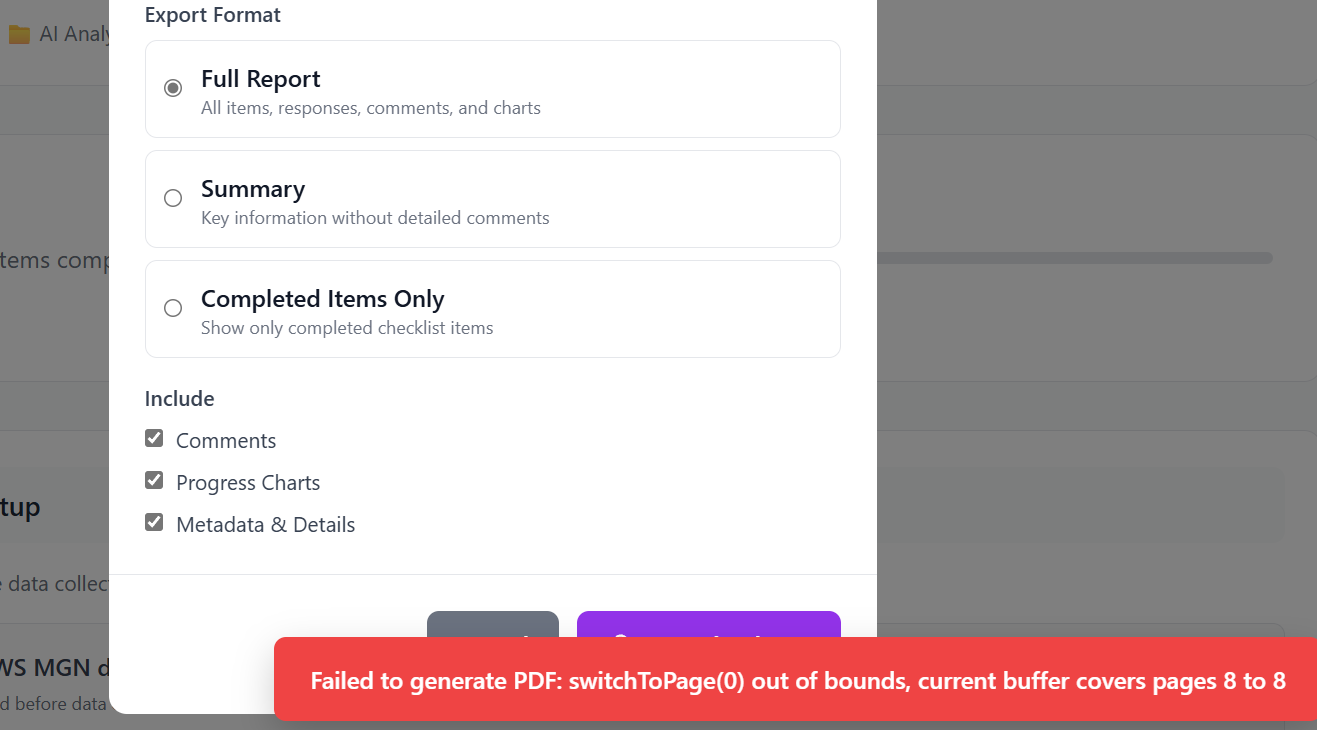 Export Format
AI Analy
Full Report
All items, responses, comments, and charts
Summary
Key information without detailed comments
tems comp
Completed Items Only
Show only completed checklist items
Include
Comments
Progress Charts
tup
Metadata & Details
e data collec
WS MGN d
Failed to generate PDF: switchToPage(0) out of bounds, current buffer covers pages 8 to 8
d before data